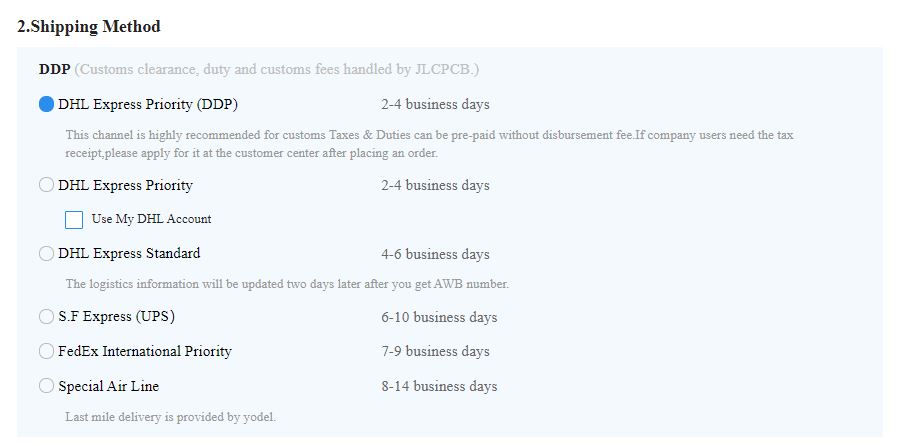 2.Shipping Method
DDP (Customs clearance, duty and customs fees handled by JLCPCB.)
DHL Express Priority (DDP) 2-4 business days
This channel is highly recommended for customs Taxes & Duties can be pre-paid without disbursement fee.If company users need the tax
receipt,please apply for it at the customer center after placing an order.
DHL Express Priority 2-4 business days
Use My DHL Account
DHL Express Standard 4-6 business days
The logistics information will be updated two days later after you get AWB number.
S.F Express (UPS) 6-10 business days
FedEx International Priority 7-9 business days
Special Air Line 8-14 business days
Last mile delivery is provided by yodel.